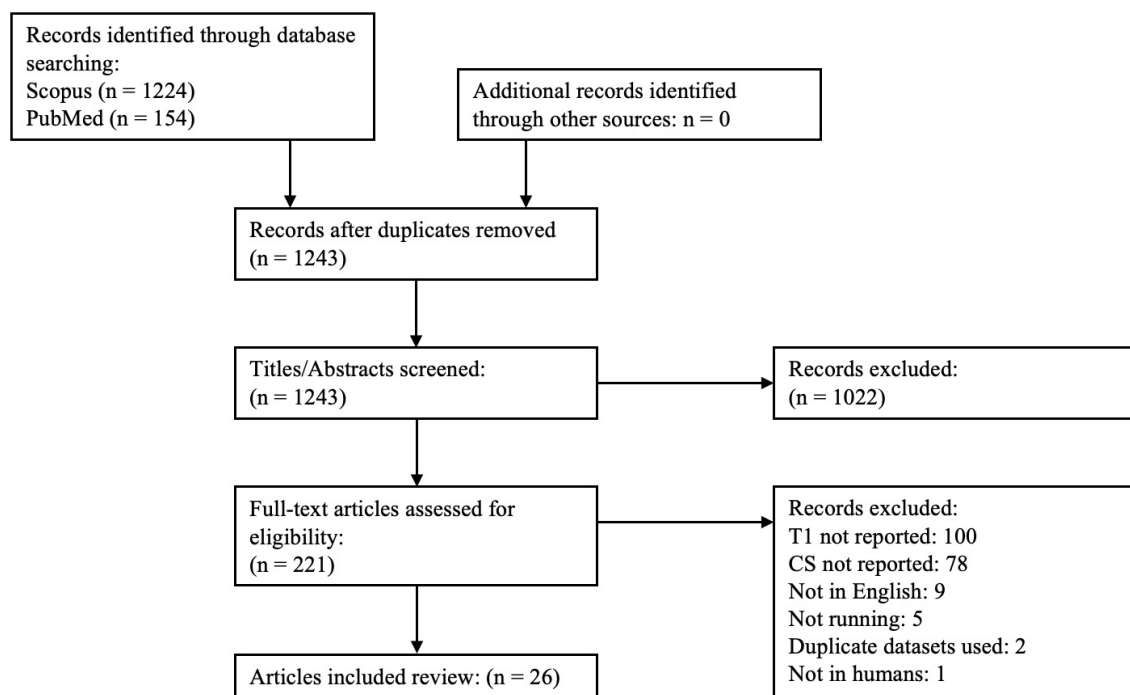 Records identified through database
searching:
Scopus (n = 1224)
PubMed (n = 154)
Additional records identified
through other sources: n = 0
Records after duplicates removed
(n = 1243)
Titles/Abstracts screened:
(n = 1243)
Records excluded:
(n = 1022)
Full-text articles assessed for
eligibility:
(n = 221)
Records excluded:
T1 not reported: 100
CS not reported: 78
Not in English: 9
Not running: 5
Duplicate datasets used: 2
Not in humans: 1
Articles included review: (n = 26)